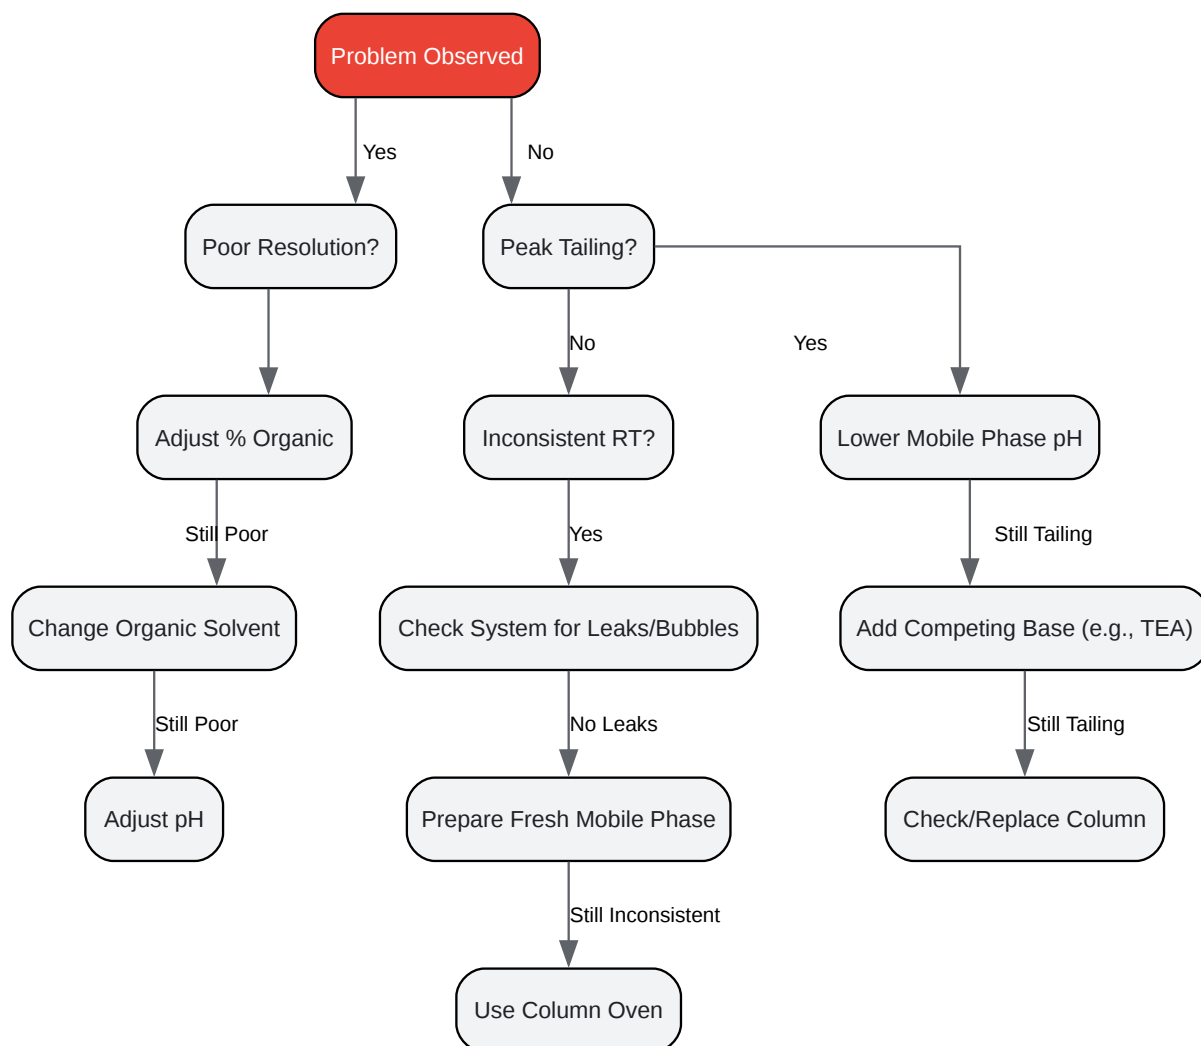 Problem Observed
Yes
No
Poor Resolution?
Peak Tailing?
No
Yes
Adjust % Organic
Inconsistent RT?
Lower Mobile Phase pH
Still Poor
Yes
Still Tailing
Change Organic Solvent
Check System for Leaks/Bubbles
Add Competing Base (e.g., TEA)
Still Poor
No Leaks
Still Tailing
Adjust pH
Prepare Fresh Mobile Phase
Check/Replace Column
Still Inconsistent
Use Column Oven